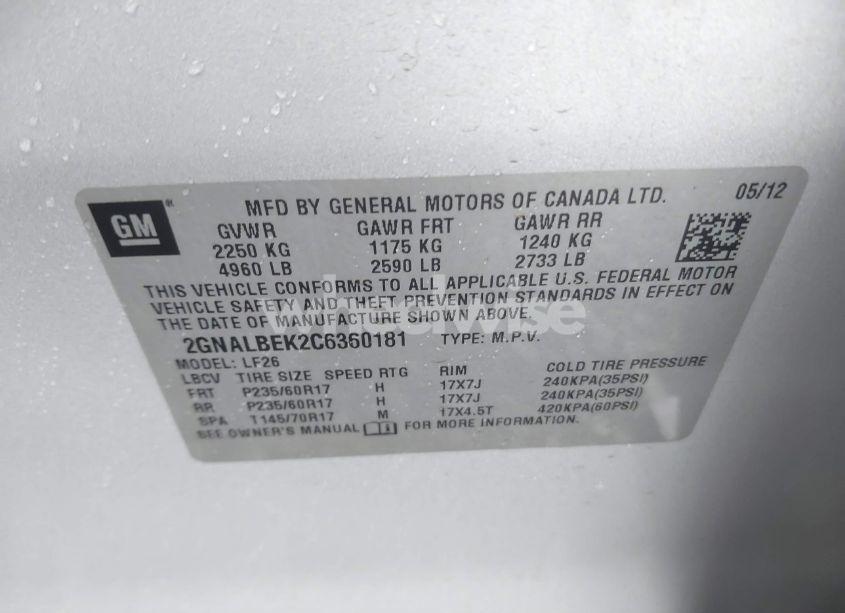 GM
MFD BY GENERAL MOTORS OF CANADA LTD. 05/12
GVWR GAWR FRT GAWR RR
2250 KG 1175 KG 1240 KG
4960 LB 2590 LB 2733 LB
THIS VEHICLE CONFORMS TO ALL APPLICABLE U.S. FEDERAL MOTOR
VEHICLE SAFETY AND THEFT PREVENTION STANDARDS IN EFFECT ON
THE DATE OF MANUFACTURE SHOWN ABOVE.
wheelwise
2GNALBEK2C6360181 TYPE: M.P.V.
MODEL: LF26
LBCV TIRE SIZE SPEED RTG RIM COLD TIRE PRESSURE
FRT P235/60R17 H 17X7J 240KPA(35PSI)
RR P235/60R17 H 17X7J 240KPA(35PSI)
SPA T145/70R17 M 17X4.5T 420KPA(60PSI)
SEE OWNER'S MANUAL FOR MORE INFORMATION.